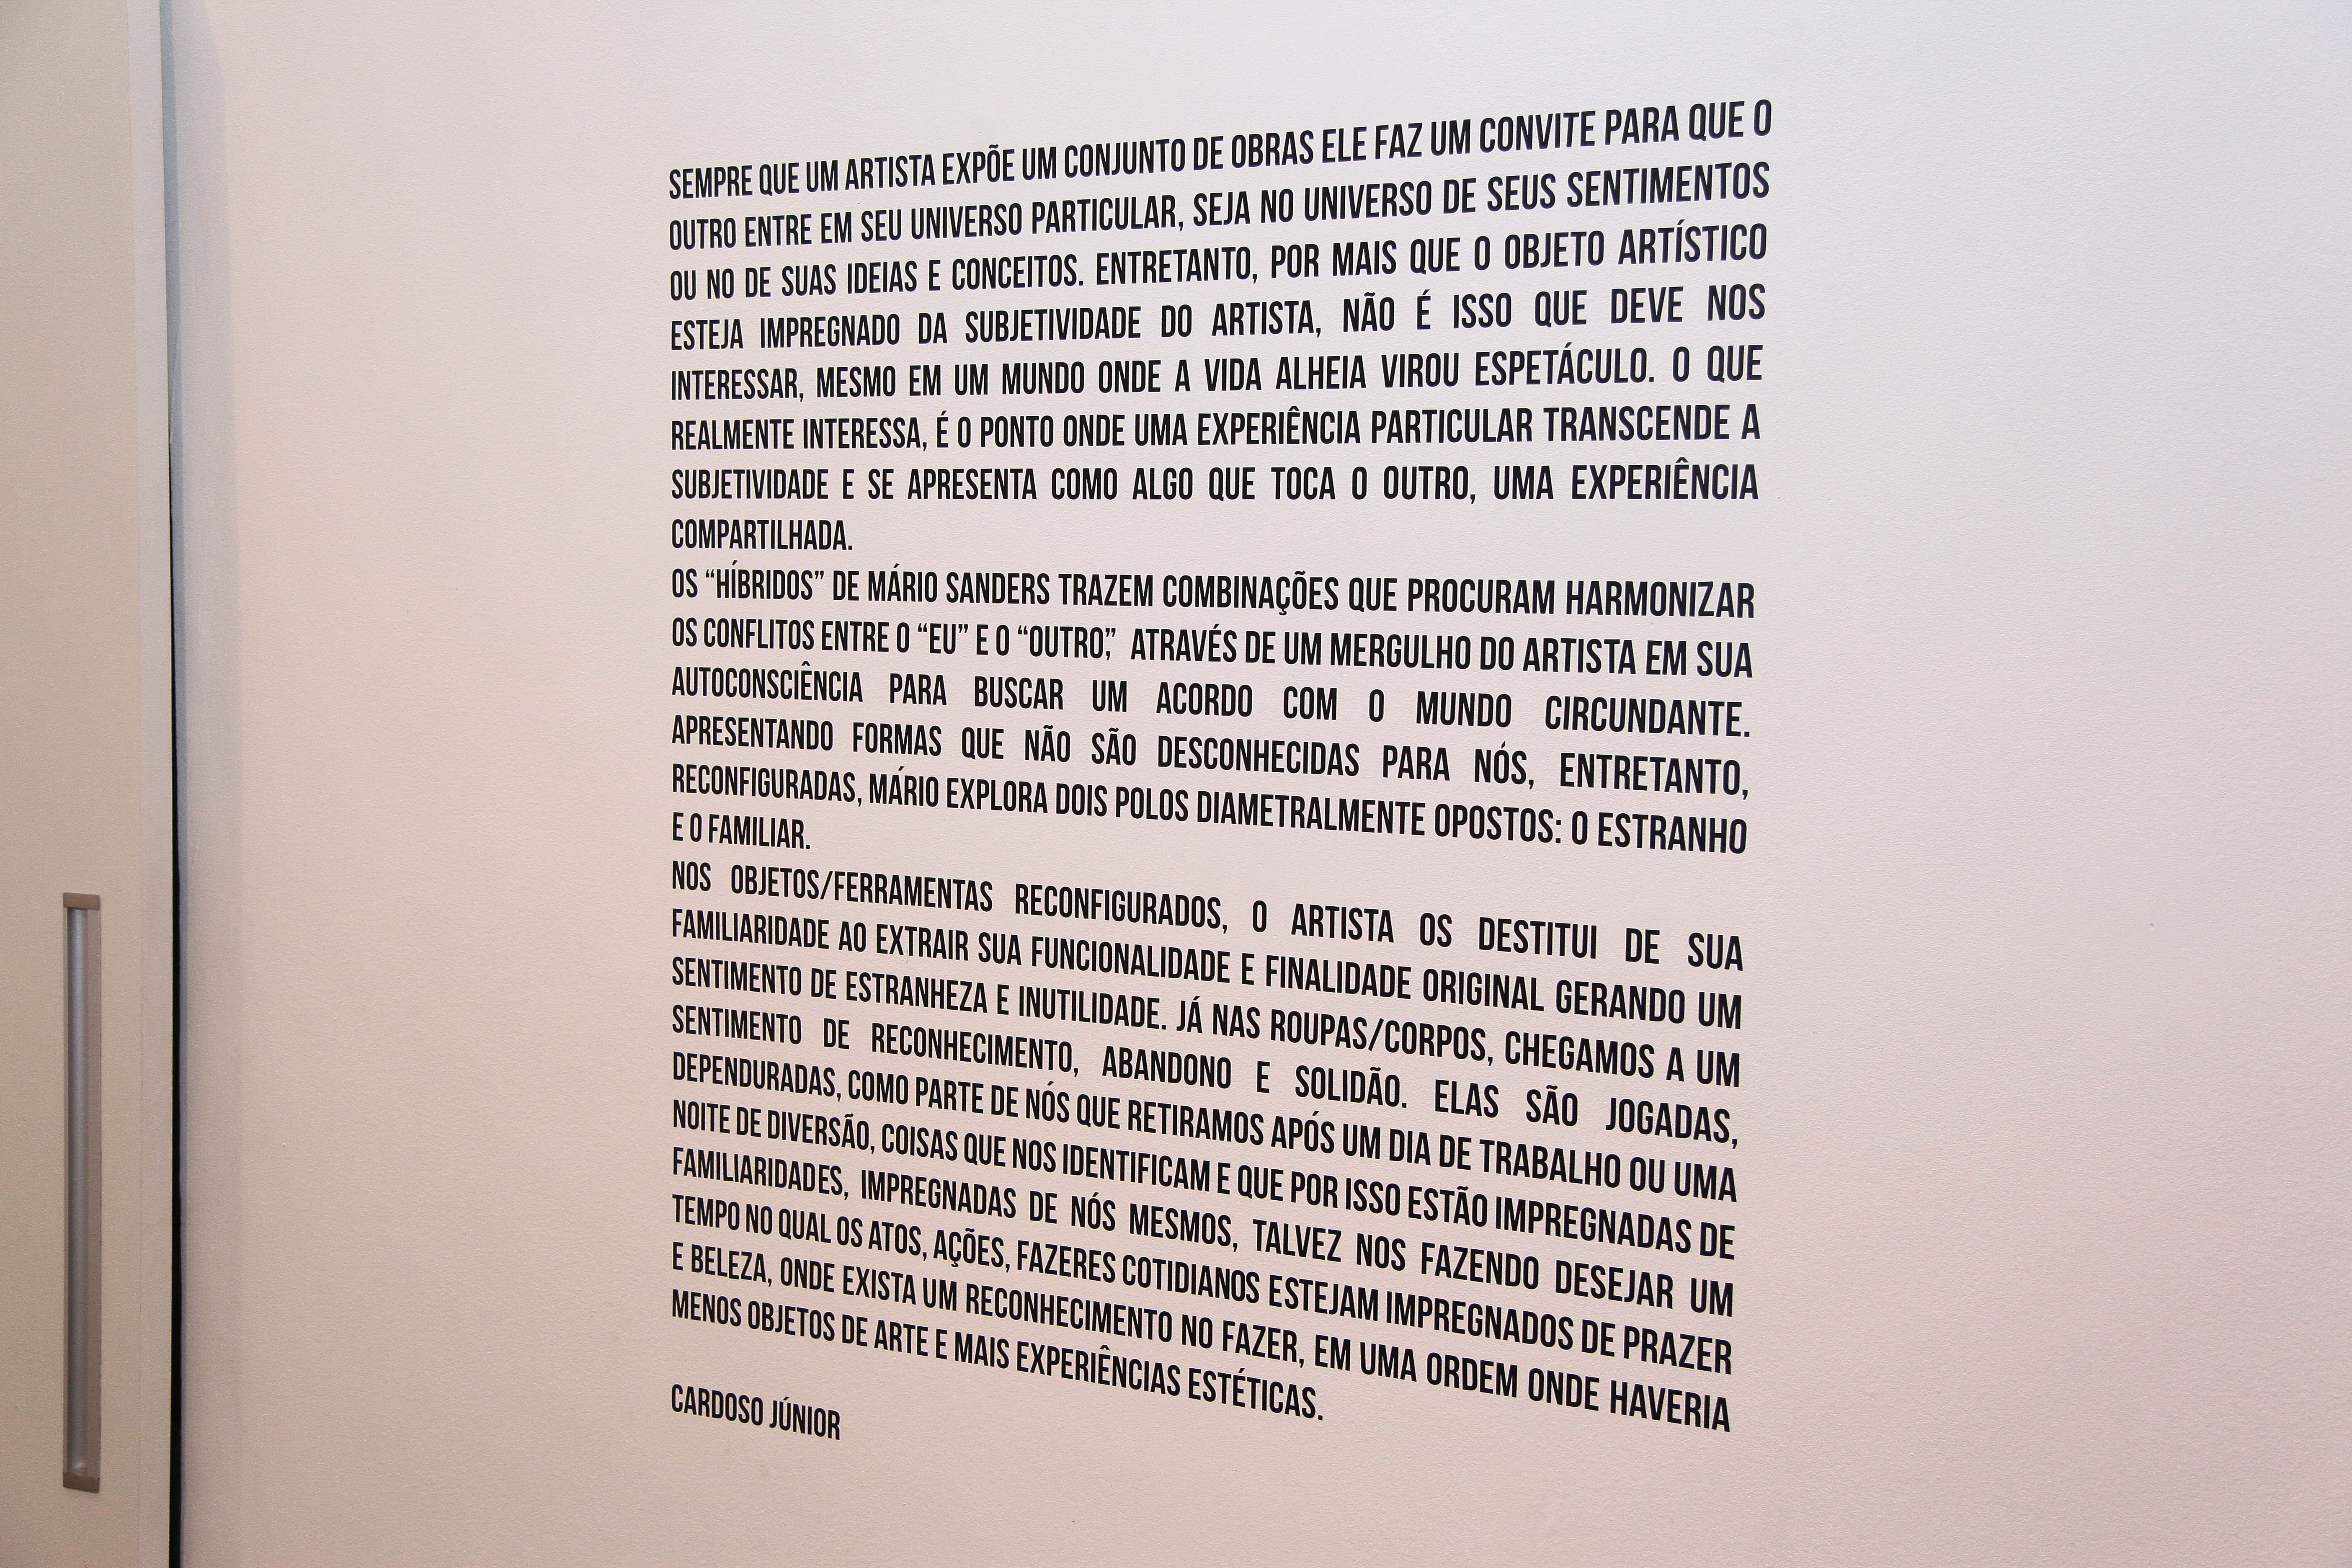 SEMPRE QUE UM ARTISTA EXPÕE UM CONJUNTO DE OBRAS ELE FAZ UM CONVITE PARA QUE O
OUTRO ENTRE EM SEU UNIVERSO PARTICULAR, SEJA NO UNIVERSO DE SEUS SENTIMENTOS
OU NO DE SUAS IDEIAS E CONCEITOS. ENTRETANTO, POR MAIS QUE O OBJETO ARTÍSTICO
ESTEJA IMPREGNADO DA SUBJETIVIDADE DO ARTISTA, NÃO É ISSO QUE DEVE NOS
INTERESSAR, MESMO EM UM MUNDO ONDE A VIDA ALHEIA VIROU ESPETÁCULO. O QUE
REALMENTE INTERESSA, É O PONTO ONDE UMA EXPERIÊNCIA PARTICULAR TRANSCENDE A
SUBJETIVIDADE E SE APRESENTA COMO ALGO QUE TOCA O OUTRO, UMA EXPERIÊNCIA
COMPARTILHADA.
OS “HÍBRIDOS” DE MÁRIO SANDERS TRAZEM COMBINAÇÕES QUE PROCURAM HARMONIZAR
OS CONFLITOS ENTRE O “EU” E O “OUTRO”, ATRAVÉS DE UM MERGULHO DO ARTISTA EM SUA
AUTOCONSCIÊNCIA PARA BUSCAR UM ACORDO COM O MUNDO CIRCUNDANTE.
APRESENTANDO FORMAS QUE NÃO SÃO DESCONHECIDAS PARA NÓS, ENTRETANTO,
RECONFIGURADAS, MÁRIO EXPLORA DOIS POLOS DIAMETRALMENTE OPOSTOS: O ESTRANHO
E O FAMILIAR.
NOS OBJETOS/FERRAMENTAS RECONFIGURADOS, O ARTISTA OS DESTITUI DE SUA
FAMILIARIDADE AO EXTRAIR SUA FUNCIONALIDADE E FINALIDADE ORIGINAL GERANDO UM
SENTIMENTO DE ESTRANHEZA E INUTILIDADE. JÁ NAS ROUPAS/CORPOS, CHEGAMOS A UM
SENTIMENTO DE RECONHECIMENTO, ABANDONO E SOLIDÃO. ELAS SÃO JOGADAS,
DEPENDURADAS, COMO PARTE DE NÓS QUE RETIRAMOS APÓS UM DIA DE TRABALHO OU UMA
NOITE DE DIVERSÃO, COISAS QUE NOS IDENTIFICAM E QUE POR ISSO ESTÃO IMPREGNADAS DE
FAMILIARIDADES, IMPREGNADAS DE NÓS MESMOS, TALVEZ NOS FAZENDO DESEJAR UM
TEMPO NO QUAL OS ATOS, AÇÕES, FAZERES COTIDIANOS ESTEJAM IMPREGNADOS DE PRAZER
E BELEZA, ONDE EXISTA UM RECONHECIMENTO NO FAZER, EM UMA ORDEM ONDE HAVERIA
MENOS OBJETOS DE ARTE E MAIS EXPERIÊNCIAS ESTÉTICAS.
CARDOSO JÚNIOR